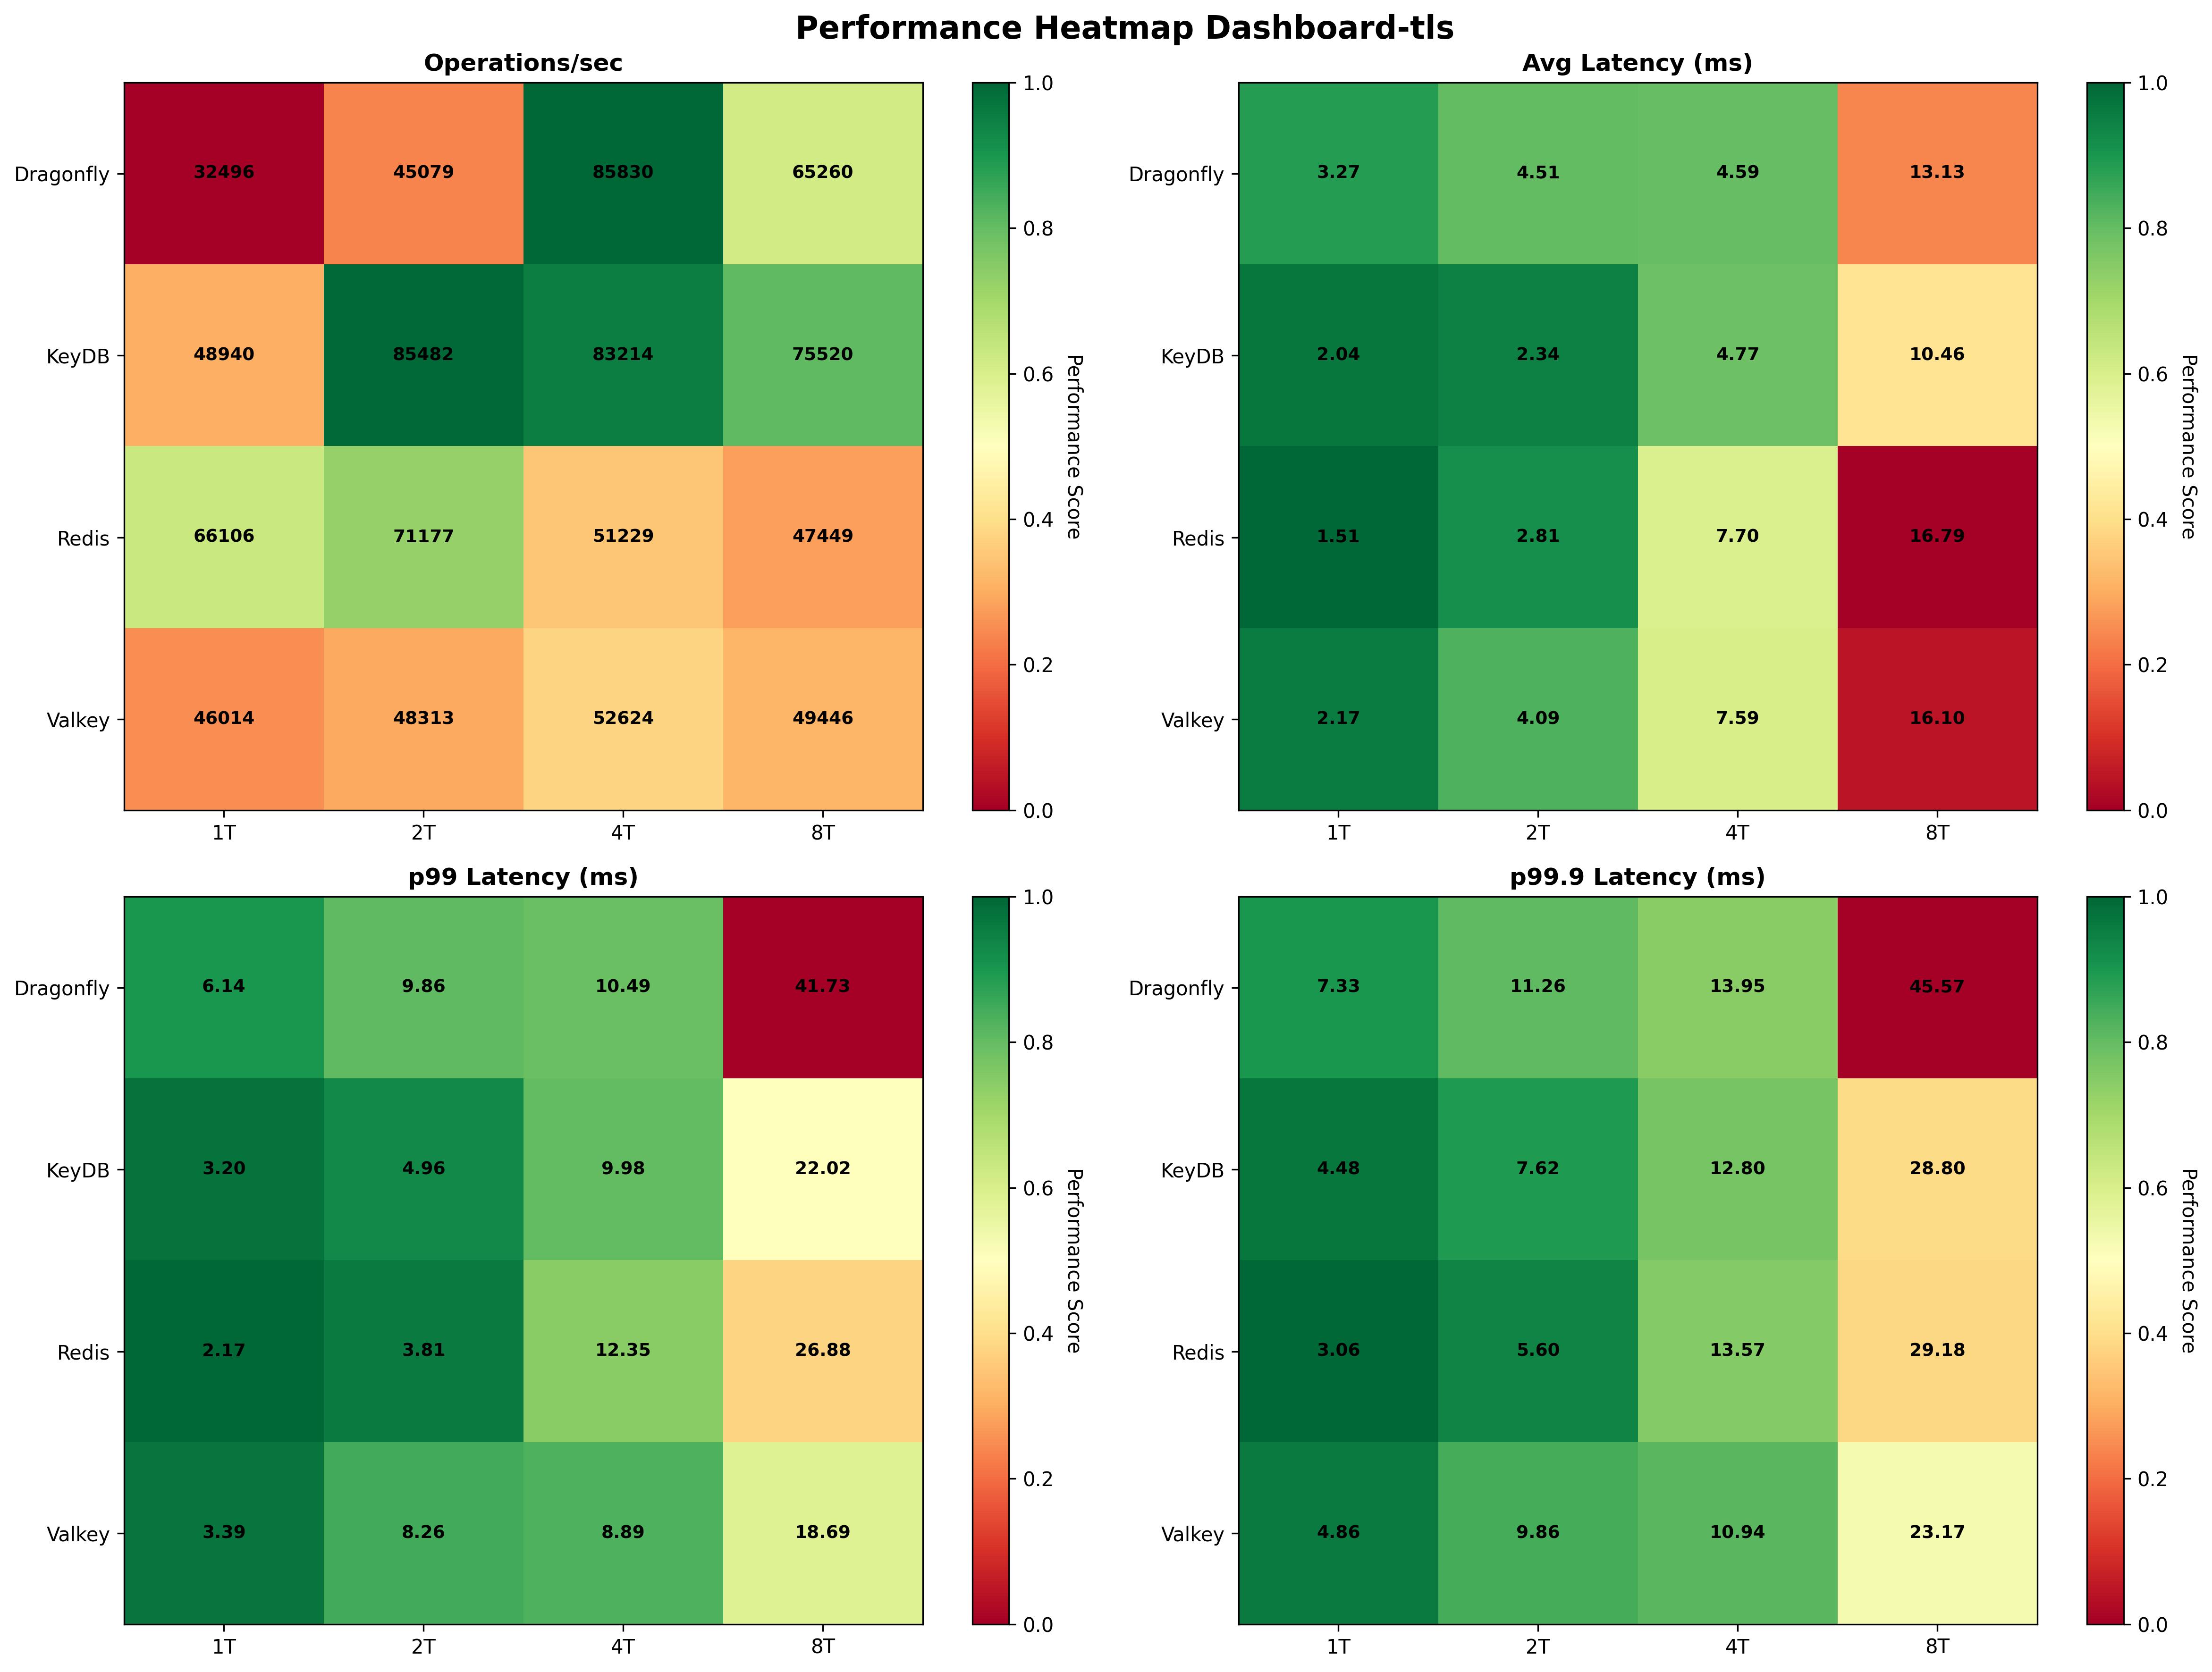 Performance Heatmap Dashboard-tls
Operations/sec
Dragonfly 32496 45079 85830 65260
KeyDB 48940 85482 83214 75520
Redis 66106 71177 51229 47449
Valkey 46014 48313 52624 49446
1T 2T 4T 8T
1.0
0.8
0.6
0.4
0.2
0.0
Performance Score
Avg Latency (ms)
Dragonfly 3.27 4.51 4.59 13.13
KeyDB 2.04 2.34 4.77 10.46
Redis 1.51 2.81 7.70 16.79
Valkey 2.17 4.09 7.59 16.10
1T 2T 4T 8T
1.0
0.8
0.6
0.4
0.2
0.0
Performance Score
p99 Latency (ms)
Dragonfly 6.14 9.86 10.49 41.73
KeyDB 3.20 4.96 9.98 22.02
Redis 2.17 3.81 12.35 26.88
Valkey 3.39 8.26 8.89 18.69
1T 2T 4T 8T
1.0
0.8
0.6
0.4
0.2
0.0
Performance Score
p99.9 Latency (ms)
Dragonfly 7.33 11.26 13.95 45.57
KeyDB 4.48 7.62 12.80 28.80
Redis 3.06 5.60 13.57 29.18
Valkey 4.86 9.86 10.94 23.17
1T 2T 4T 8T
1.0
0.8
0.6
0.4
0.2
0.0
Performance Score